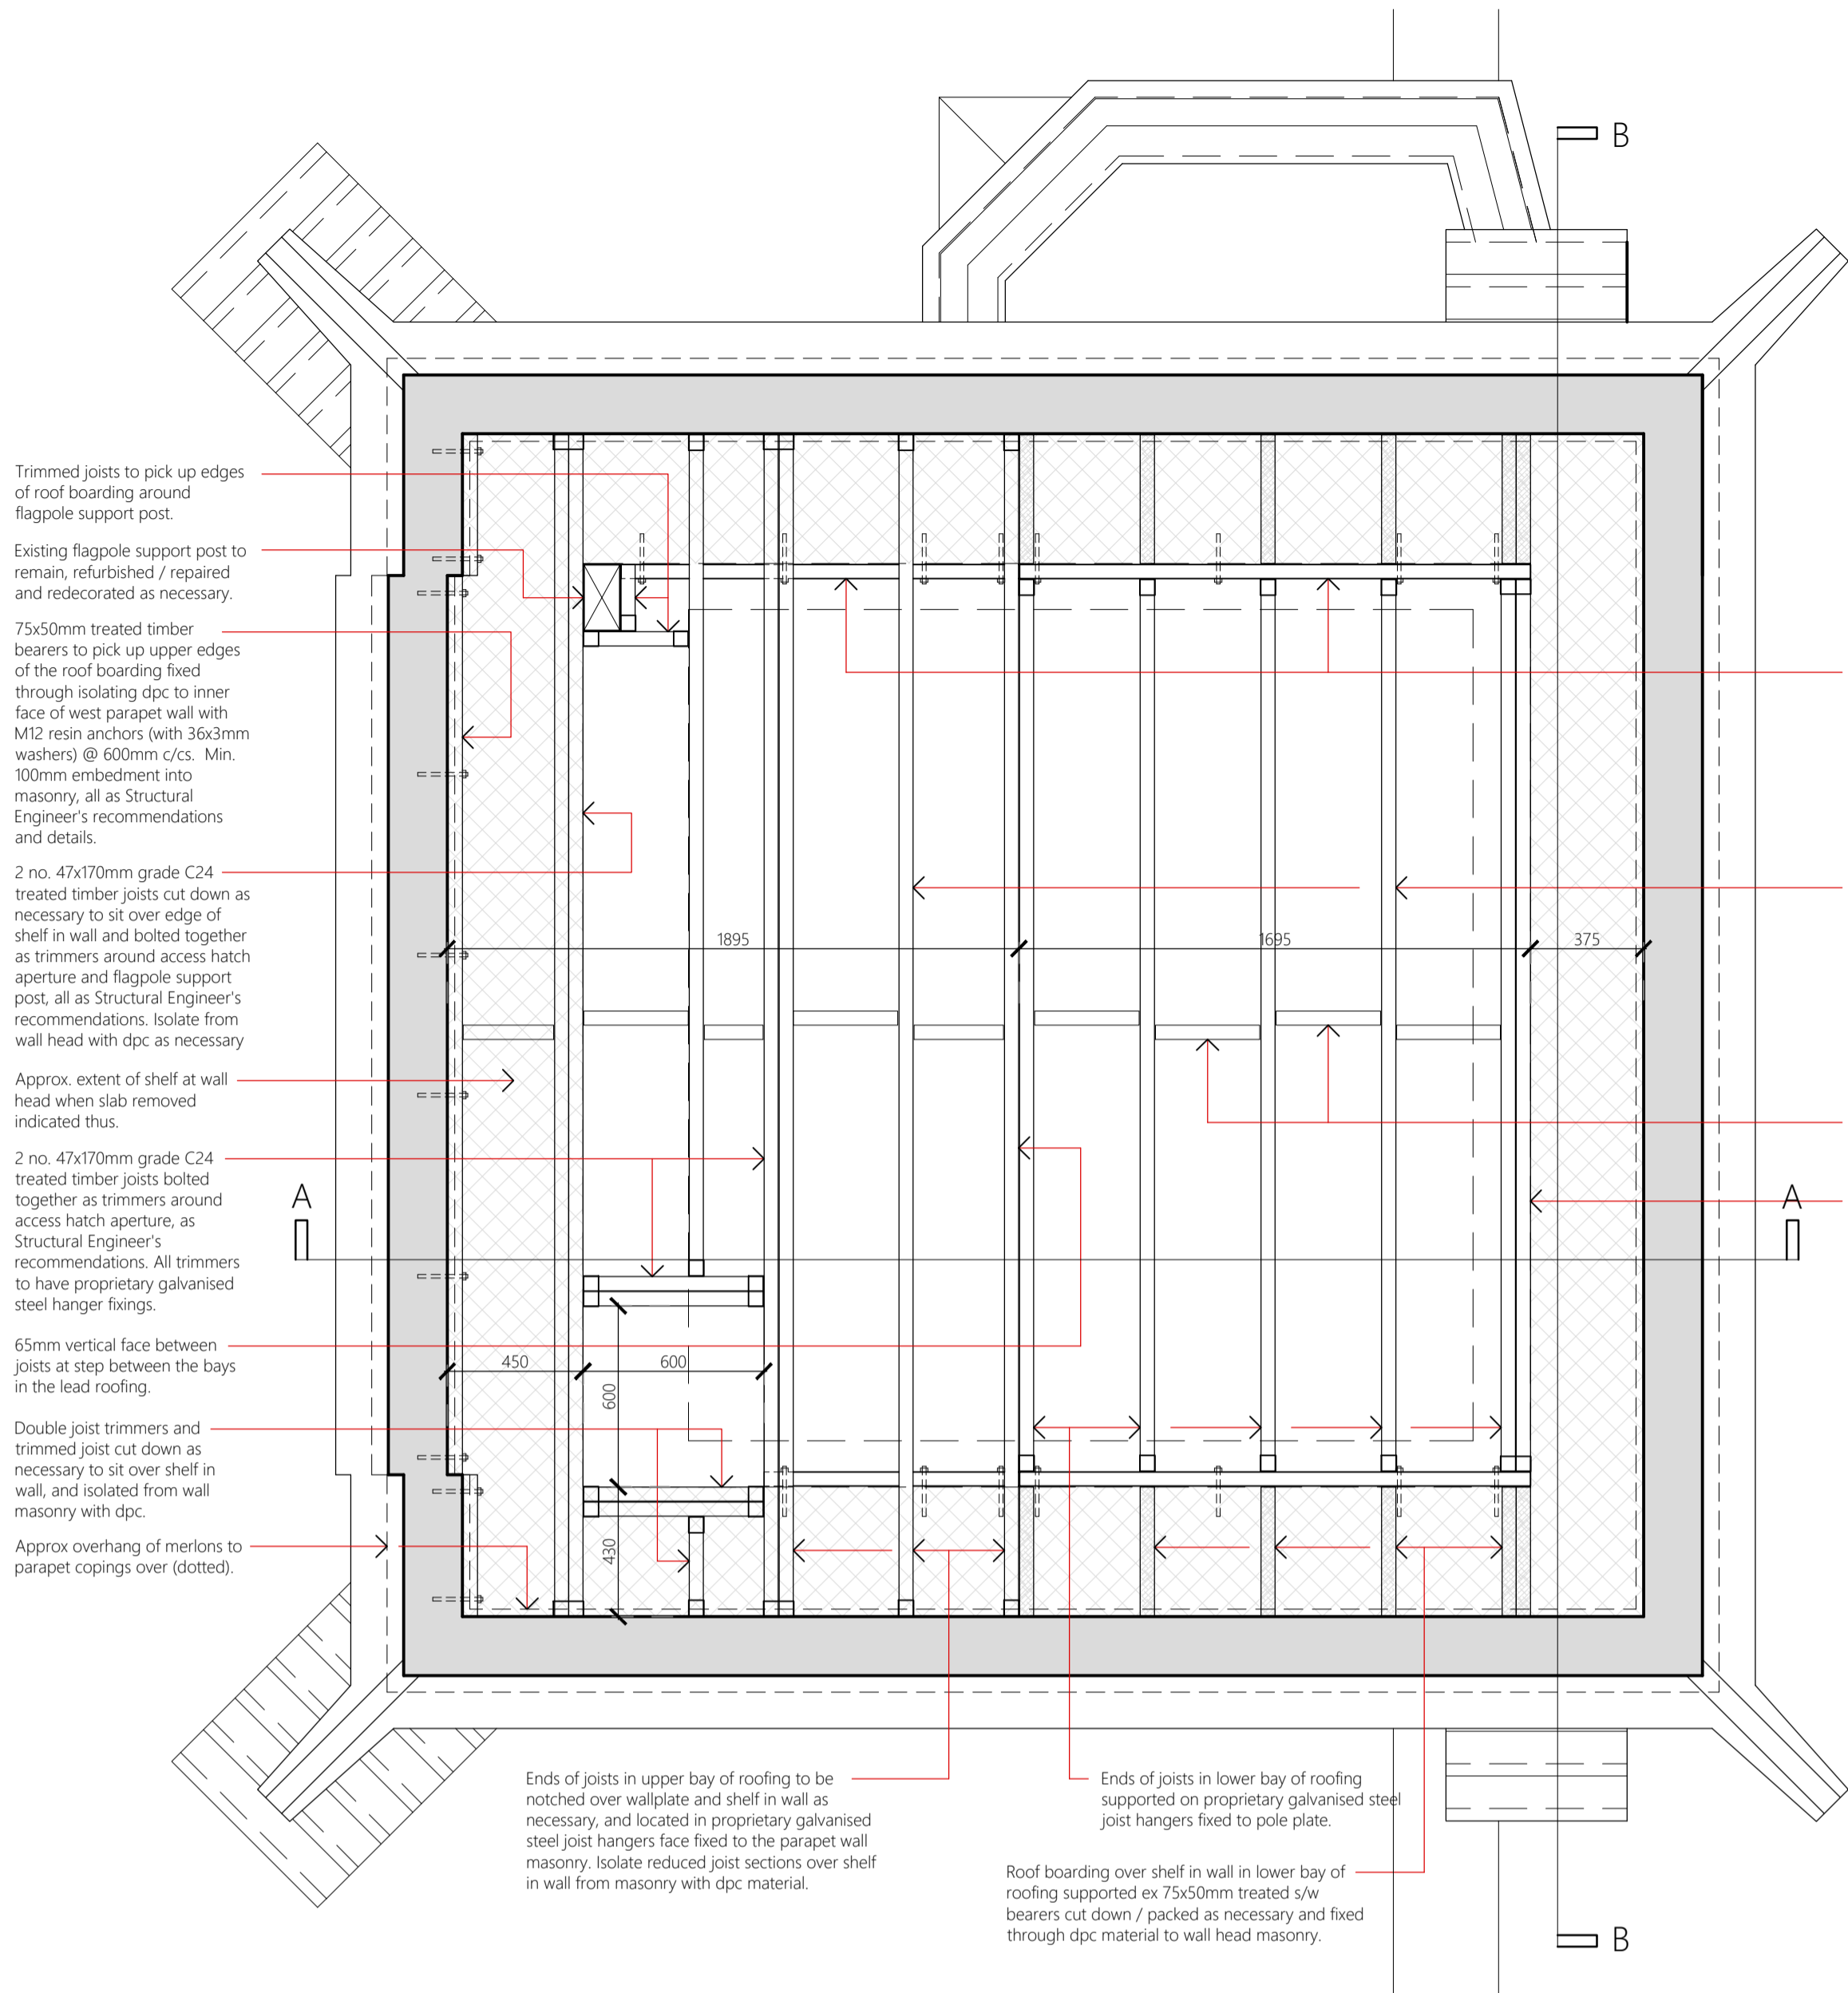 B
Trimmed joists to pick up edges
of roof boarding around
flagpole support post.
Existing flagpole support post to
remain, refurbished / repaired
and redecorated as necessary.
75x50mm treated timber
bearers to pick up upper edges
of the roof boarding fixed
through isolating dpc to inner
face of west parapet wall with
M12 resin anchors (with 36x3mm
washers) @ 600mm c/cs. Min.
100mm embedment into
masonry, all as Structural
Engineer's recommendations
and details.
2 no. 47x170mm grade C24
treated timber joists cut down as
necessary to sit over edge of
shelf in wall and bolted together
as trimmers around access hatch
aperture and flagpole support
post, all as Structural Engineer's
recommendations. Isolate from
wall head with dpc as necessary
1895
1695
375
Approx. extent of shelf at wall
head when slab removed
indicated thus.
2 no. 47x170mm grade C24
treated timber joists bolted
together as trimmers around
access hatch aperture, as
Structural Engineer's
recommendations. All trimmers
to have proprietary galvanised
steel hanger fixings.
A
A
65mm vertical face between
joists at step between the bays
in the lead roofing.
450
600
600
Double joist trimmers and
trimmed joist cut down as
necessary to sit over shelf in
wall, and isolated from wall
masonry with dpc.
430
Approx overhang of merlons to
parapet copings over (dotted).
Ends of joists in upper bay of roofing to be
notched over wallplate and shelf in wall as
necessary, and located in proprietary galvanised
steel joist hangers face fixed to the parapet wall
masonry. Isolate reduced joist sections over shelf
in wall from masonry with dpc material.
Ends of joists in lower bay of roofing
supported on proprietary galvanised steel
joist hangers fixed to pole plate.
Roof boarding over shelf in wall in lower bay of
roofing supported ex 75x50mm treated s/w
bearers cut down / packed as necessary and fixed
through dpc material to wall head masonry.
B